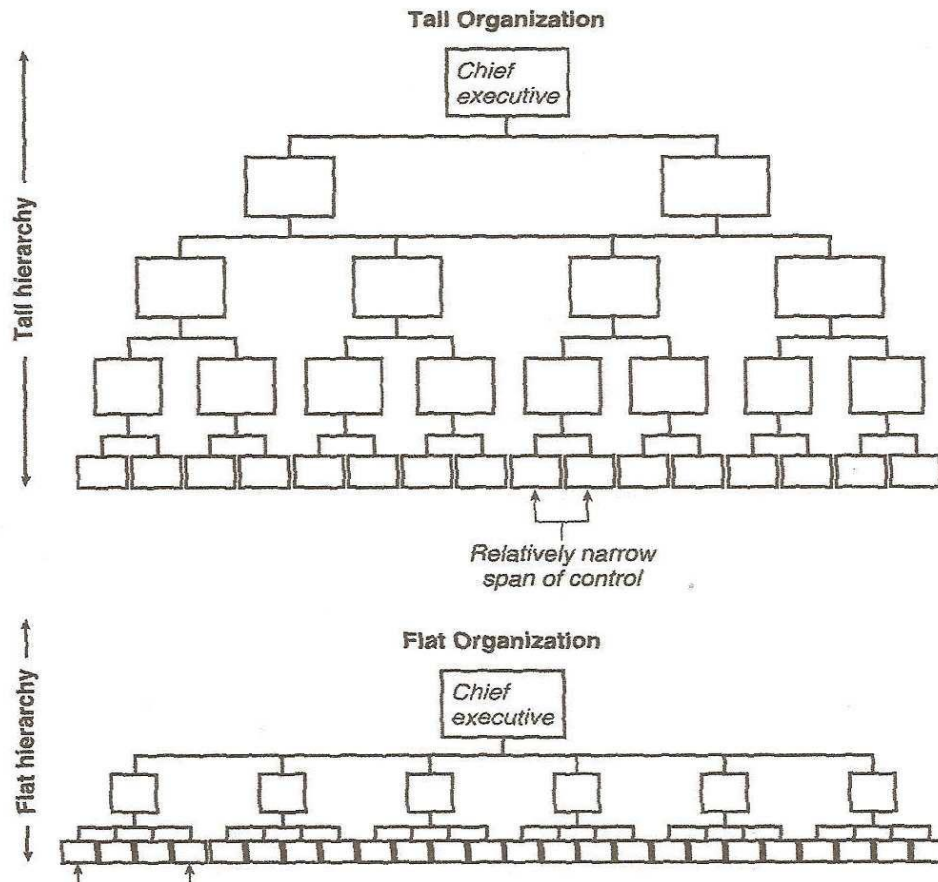 Tall Organization
Chief
executive
Tall hierarchy
Relatively narrow
span of control
Flat Organization
Chief
executive
Flat hierarchy